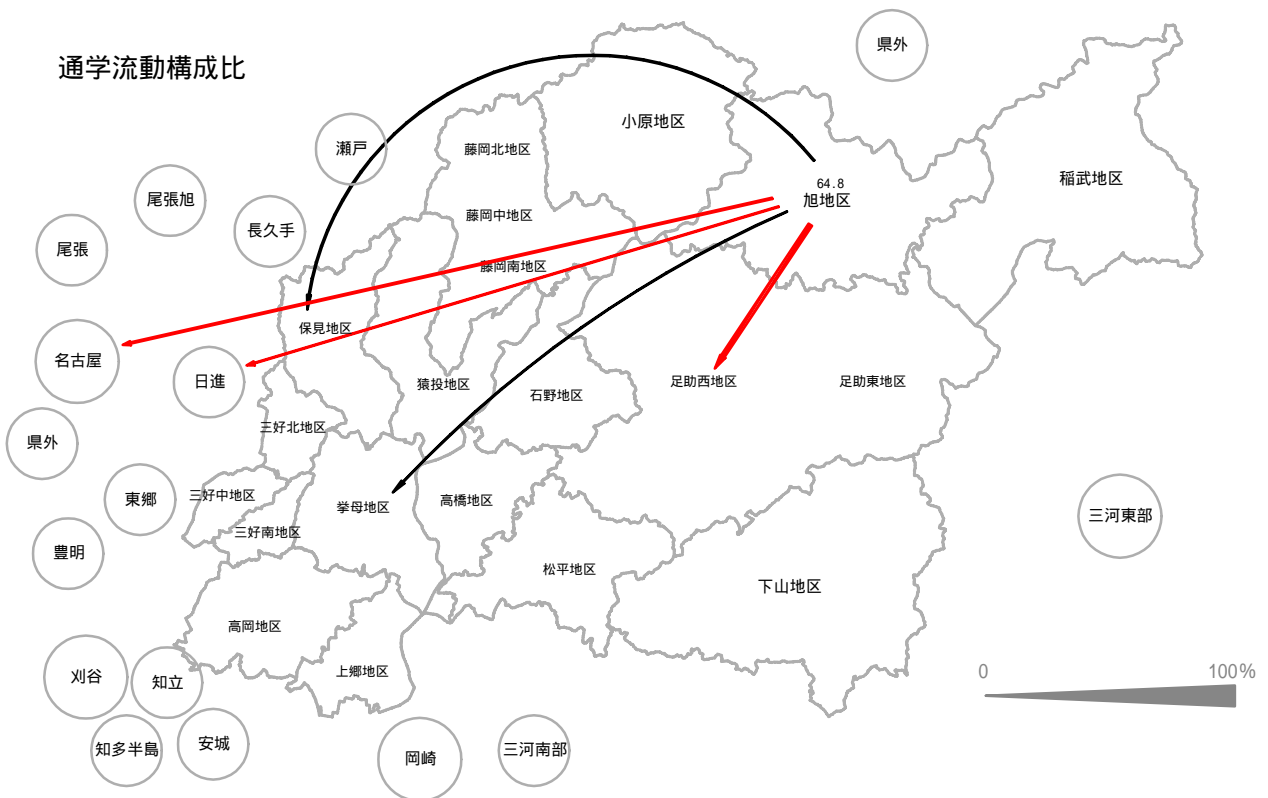 通学流動構成比
県外
小原地区
瀬戸
藤岡北地区
稲武地区
64.8
旭地区
尾張旭
藤岡中地区
長久手
尾張
藤岡南地区
保見地区
名古屋
日進
猿投地区
石野地区
足助西地区
足助東地区
三好北地区
県外
東郷
三好中地区
挙母地区
高橋地区
三河東部
三好南地区
豊明
松平地区
下山地区
高岡地区
上郷地区
刈谷
知立
0
100%
知多半島
安城
岡崎
三河南部